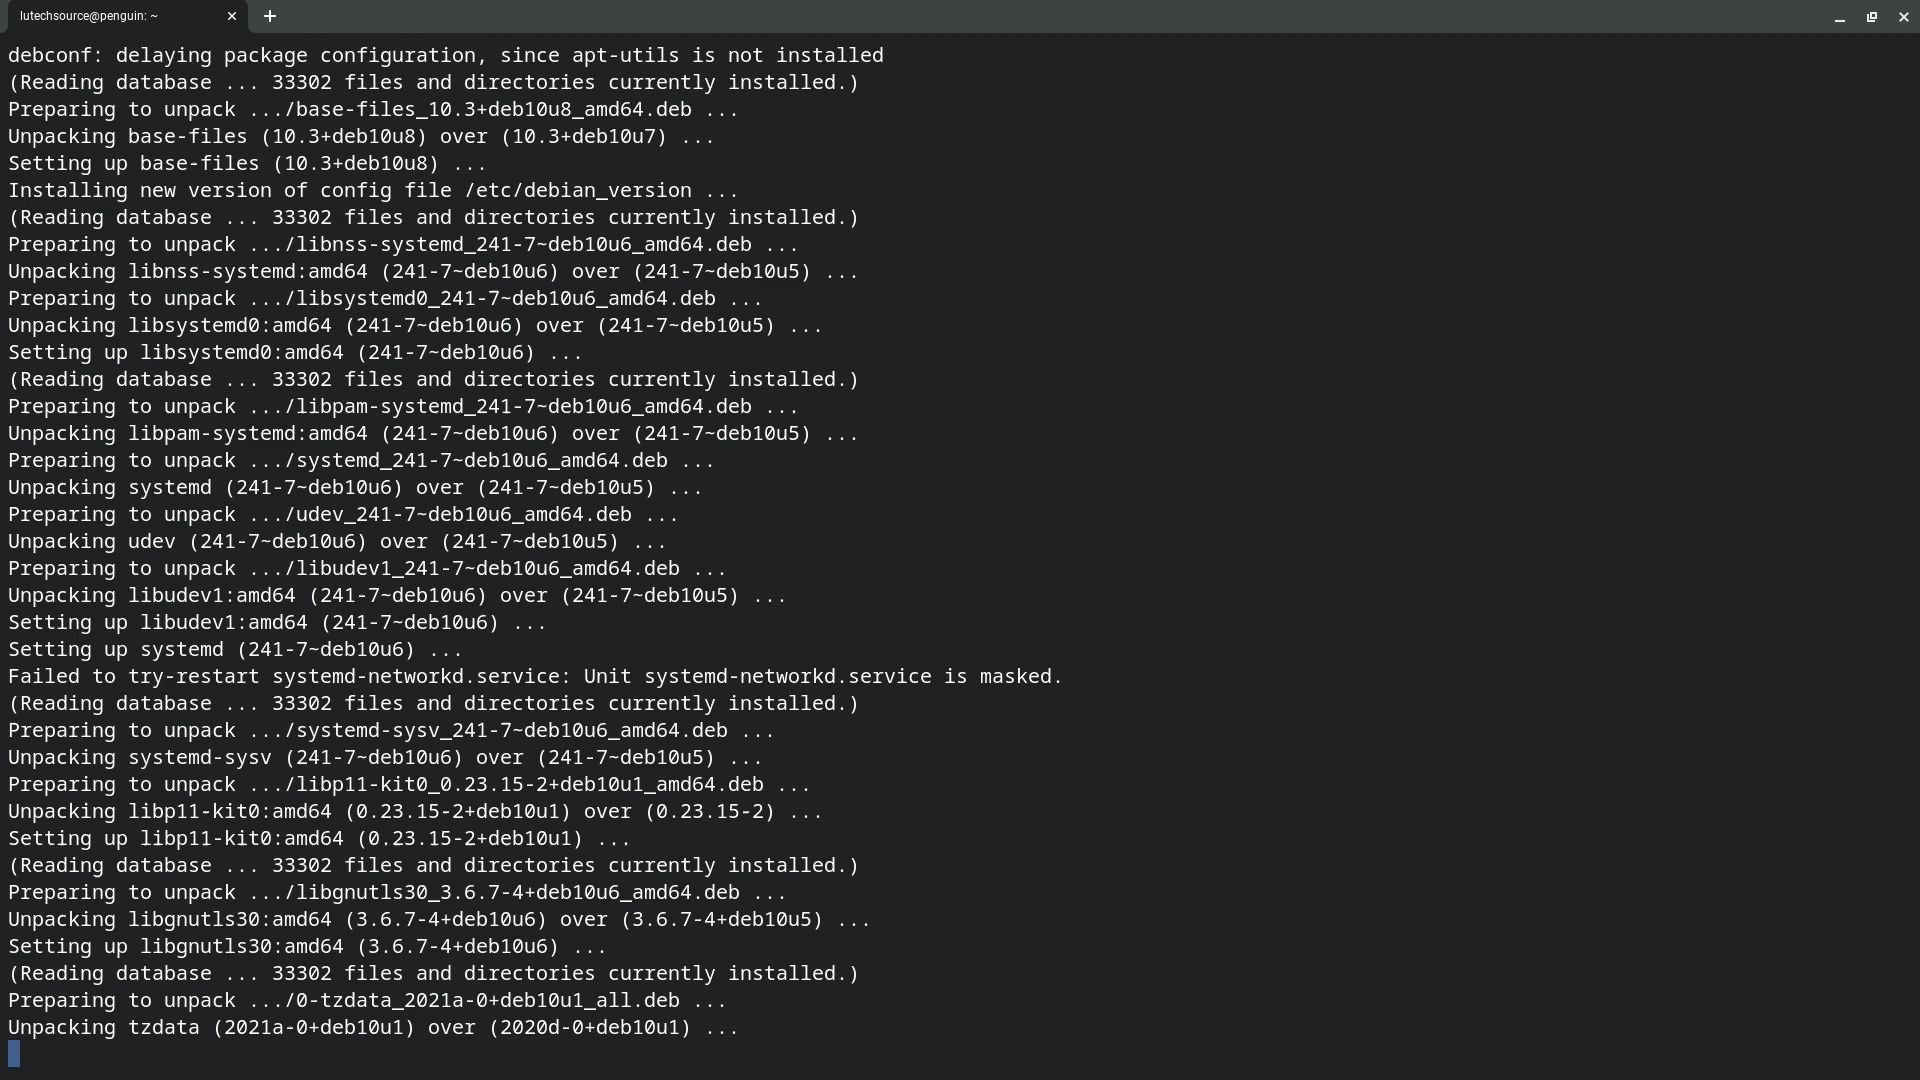 lutechsource@penguin: ~
debconf: delaying package configuration, since apt-utils is not installed
(Reading database ... 33302 files and directories currently installed.)
Preparing to unpack .../base-files_10.3+deb10u8_amd64.deb ...
Unpacking base-files (10.3+deb10u8) over (10.3+deb10u7) ...
Setting up base-files (10.3+deb10u8) ...
Installing new version of config file /etc/debian_version ...
(Reading database ... 33302 files and directories currently installed.)
Preparing to unpack .../libnss-systemd_241-7~deb10u6_amd64.deb ...
Unpacking libnss-systemd:amd64 (241-7~deb10u6) over (241-7~deb10u5) ...
Preparing to unpack .../libsystemd0_241-7~deb10u6_amd64.deb ...
Unpacking libsystemd0:amd64 (241-7~deb10u6) over (241-7~deb10u5) ...
Setting up libsystemd0:amd64 (241-7~deb10u6) ...
(Reading database ... 33302 files and directories currently installed.)
Preparing to unpack .../libpam-systemd_241-7~deb10u6_amd64.deb ...
Unpacking libpam-systemd:amd64 (241-7~deb10u6) over (241-7~deb10u5) ...
Preparing to unpack .../systemd_241-7~deb10u6_amd64.deb ...
Unpacking systemd (241-7~deb10u6) over (241-7~deb10u5) ...
Preparing to unpack .../udev_241-7~deb10u6_amd64.deb ...
Unpacking udev (241-7~deb10u6) over (241-7~deb10u5) ...
Preparing to unpack .../libudev1_241-7~deb10u6_amd64.deb ...
Unpacking libudev1:amd64 (241-7~deb10u6) over (241-7~deb10u5) ...
Setting up libudev1:amd64 (241-7~deb10u6) ...
Setting up systemd (241-7~deb10u6) ...
Failed to try-restart systemd-networkd.service: Unit systemd-networkd.service is masked.
(Reading database ... 33302 files and directories currently installed.)
Preparing to unpack .../systemd-sysv_241-7~deb10u6_amd64.deb ...
Unpacking systemd-sysv (241-7~deb10u6) over (241-7~deb10u5) ...
Preparing to unpack .../libp11-kit0_0.23.15-2+deb10u1_amd64.deb ...
Unpacking libp11-kit0:amd64 (0.23.15-2+deb10u1) over (0.23.15-2) ...
Setting up libp11-kit0:amd64 (0.23.15-2+deb10u1) ...
(Reading database ... 33302 files and directories currently installed.)
Preparing to unpack .../libgnutls30_3.6.7-4+deb10u6_amd64.deb ...
Unpacking libgnutls30:amd64 (3.6.7-4+deb10u6) over (3.6.7-4+deb10u5) ...
Setting up libgnutls30:amd64 (3.6.7-4+deb10u6) ...
(Reading database ... 33302 files and directories currently installed.)
Preparing to unpack .../0-tzdata_2021a-0+deb10u1_all.deb ...
Unpacking tzdata (2021a-0+deb10u1) over (2020d-0+deb10u1) ...